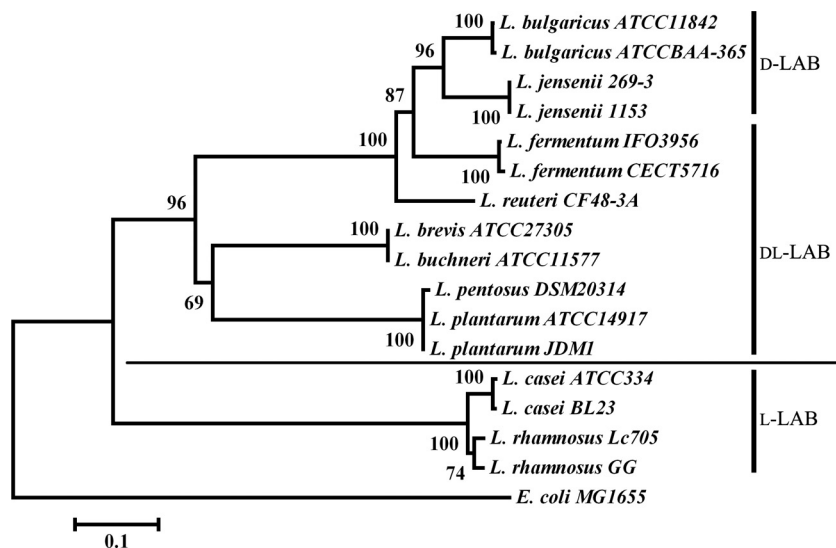 100
L. bulgaricus ATCC11842
96
L. bulgaricus ATCCBAA-365
D-LAB
L. jensenii 269-3
87
100
L. jensenii 1153
100
L. fermentum IFO3956
100
L. fermentum CECT5716
96
L. reuteri CF48-3A
100
L. brevis ATCC27305
DL-LAB
L. buchneri ATCC11577
69
L. pentosus DSM20314
L. plantarum ATCC14917
100
L. plantarum JDM1
100
L. casei ATCC334
L. casei BL23
L-LAB
100
L. rhamnosus Lc705
74
L. rhamnosus GG
E. coli MG1655
0.1